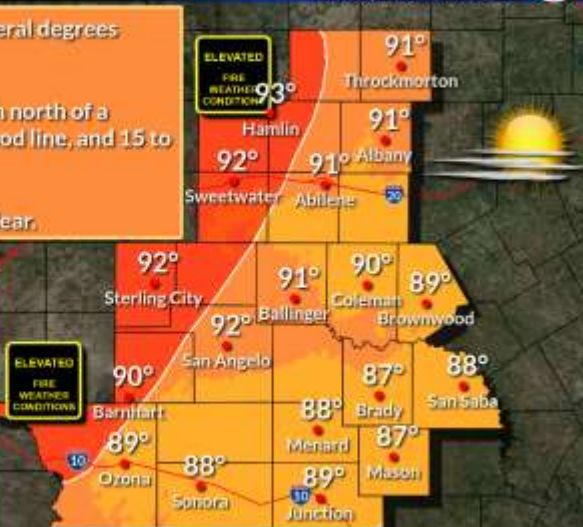 eral degrees
n north of a
od line, and 15 to
ear.
ELEVATED
FIRE
WEATHER
CONDITIONS
91°
Throckmorton
93°
Hamlin
91°
Albany
92°
Sweetwater
91°
Abilene
20
92°
Sterling City
91°
Ballinger
90°
Coleman
89°
Brownwood
92°
San Angelo
ELEVATED
FIRE
WEATHER
CONDITIONS
90°
Barnhart
87°
Brady
88°
San Saba
88°
Menard
87°
Mason
89°
Ozona
10
88°
Sonora
89°
10
Junction